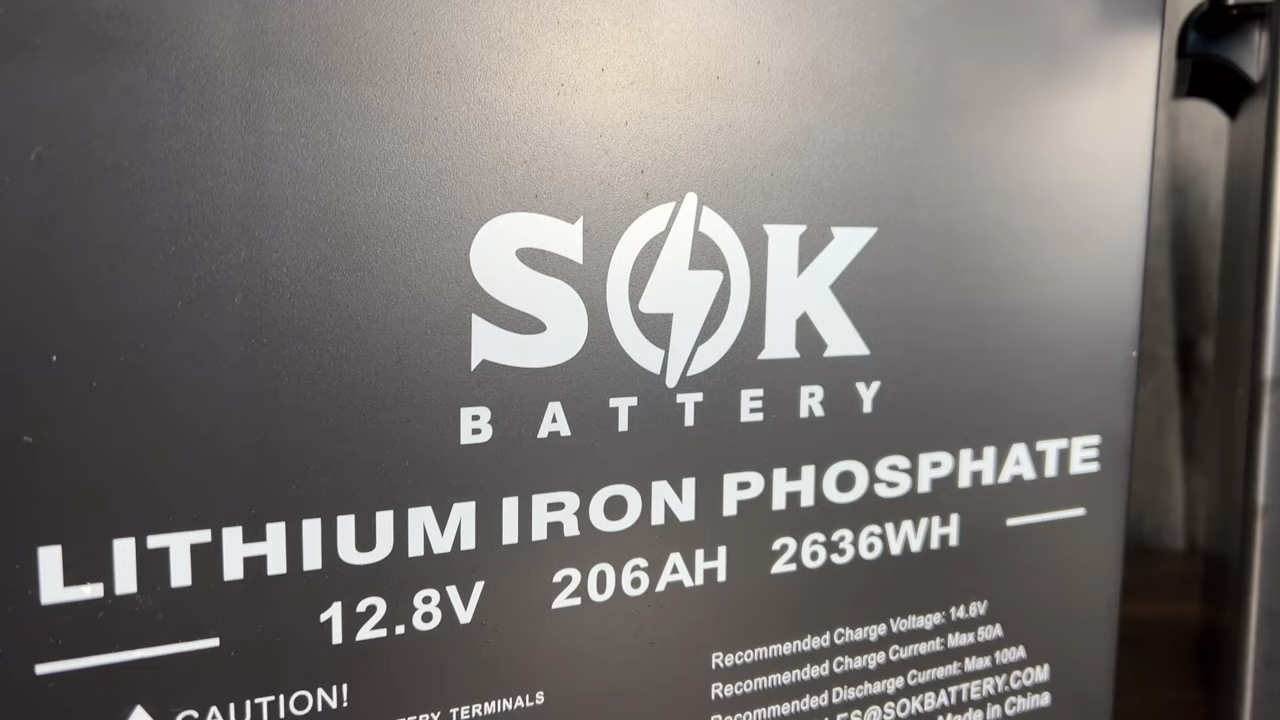 SOK
BATTERY
LITHIUM IRON PHOSPHATE
12.8V 206AH 2636WH
Recommended Charge Voltage: 14.6V
Recommended Charge Current: Max 50A
Recommended Discharge Current: Max 100A
@SOKBATTERY.COM
Made in China
CAUTION!
TERMINALS